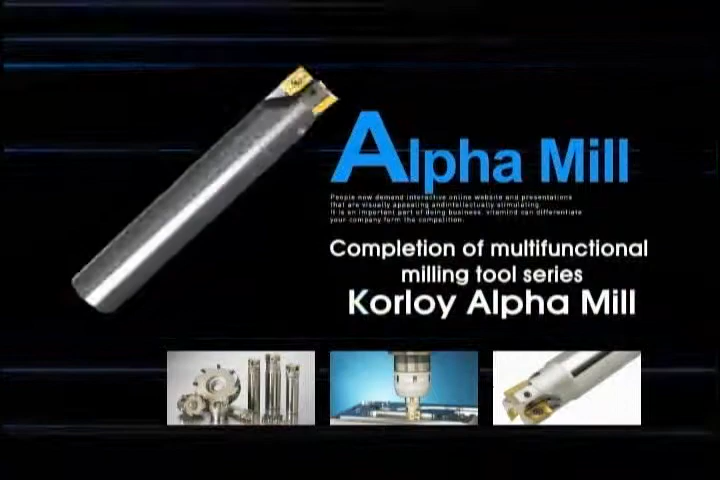 Alpha Mill
People now demand interactive online website and presentations
that are visually appealing andintellectually stimulating.
It is an important part of doing business. vitamind can differentiate
your company form the competition.
Completion of multifunctional
milling tool series
Korloy Alpha Mill